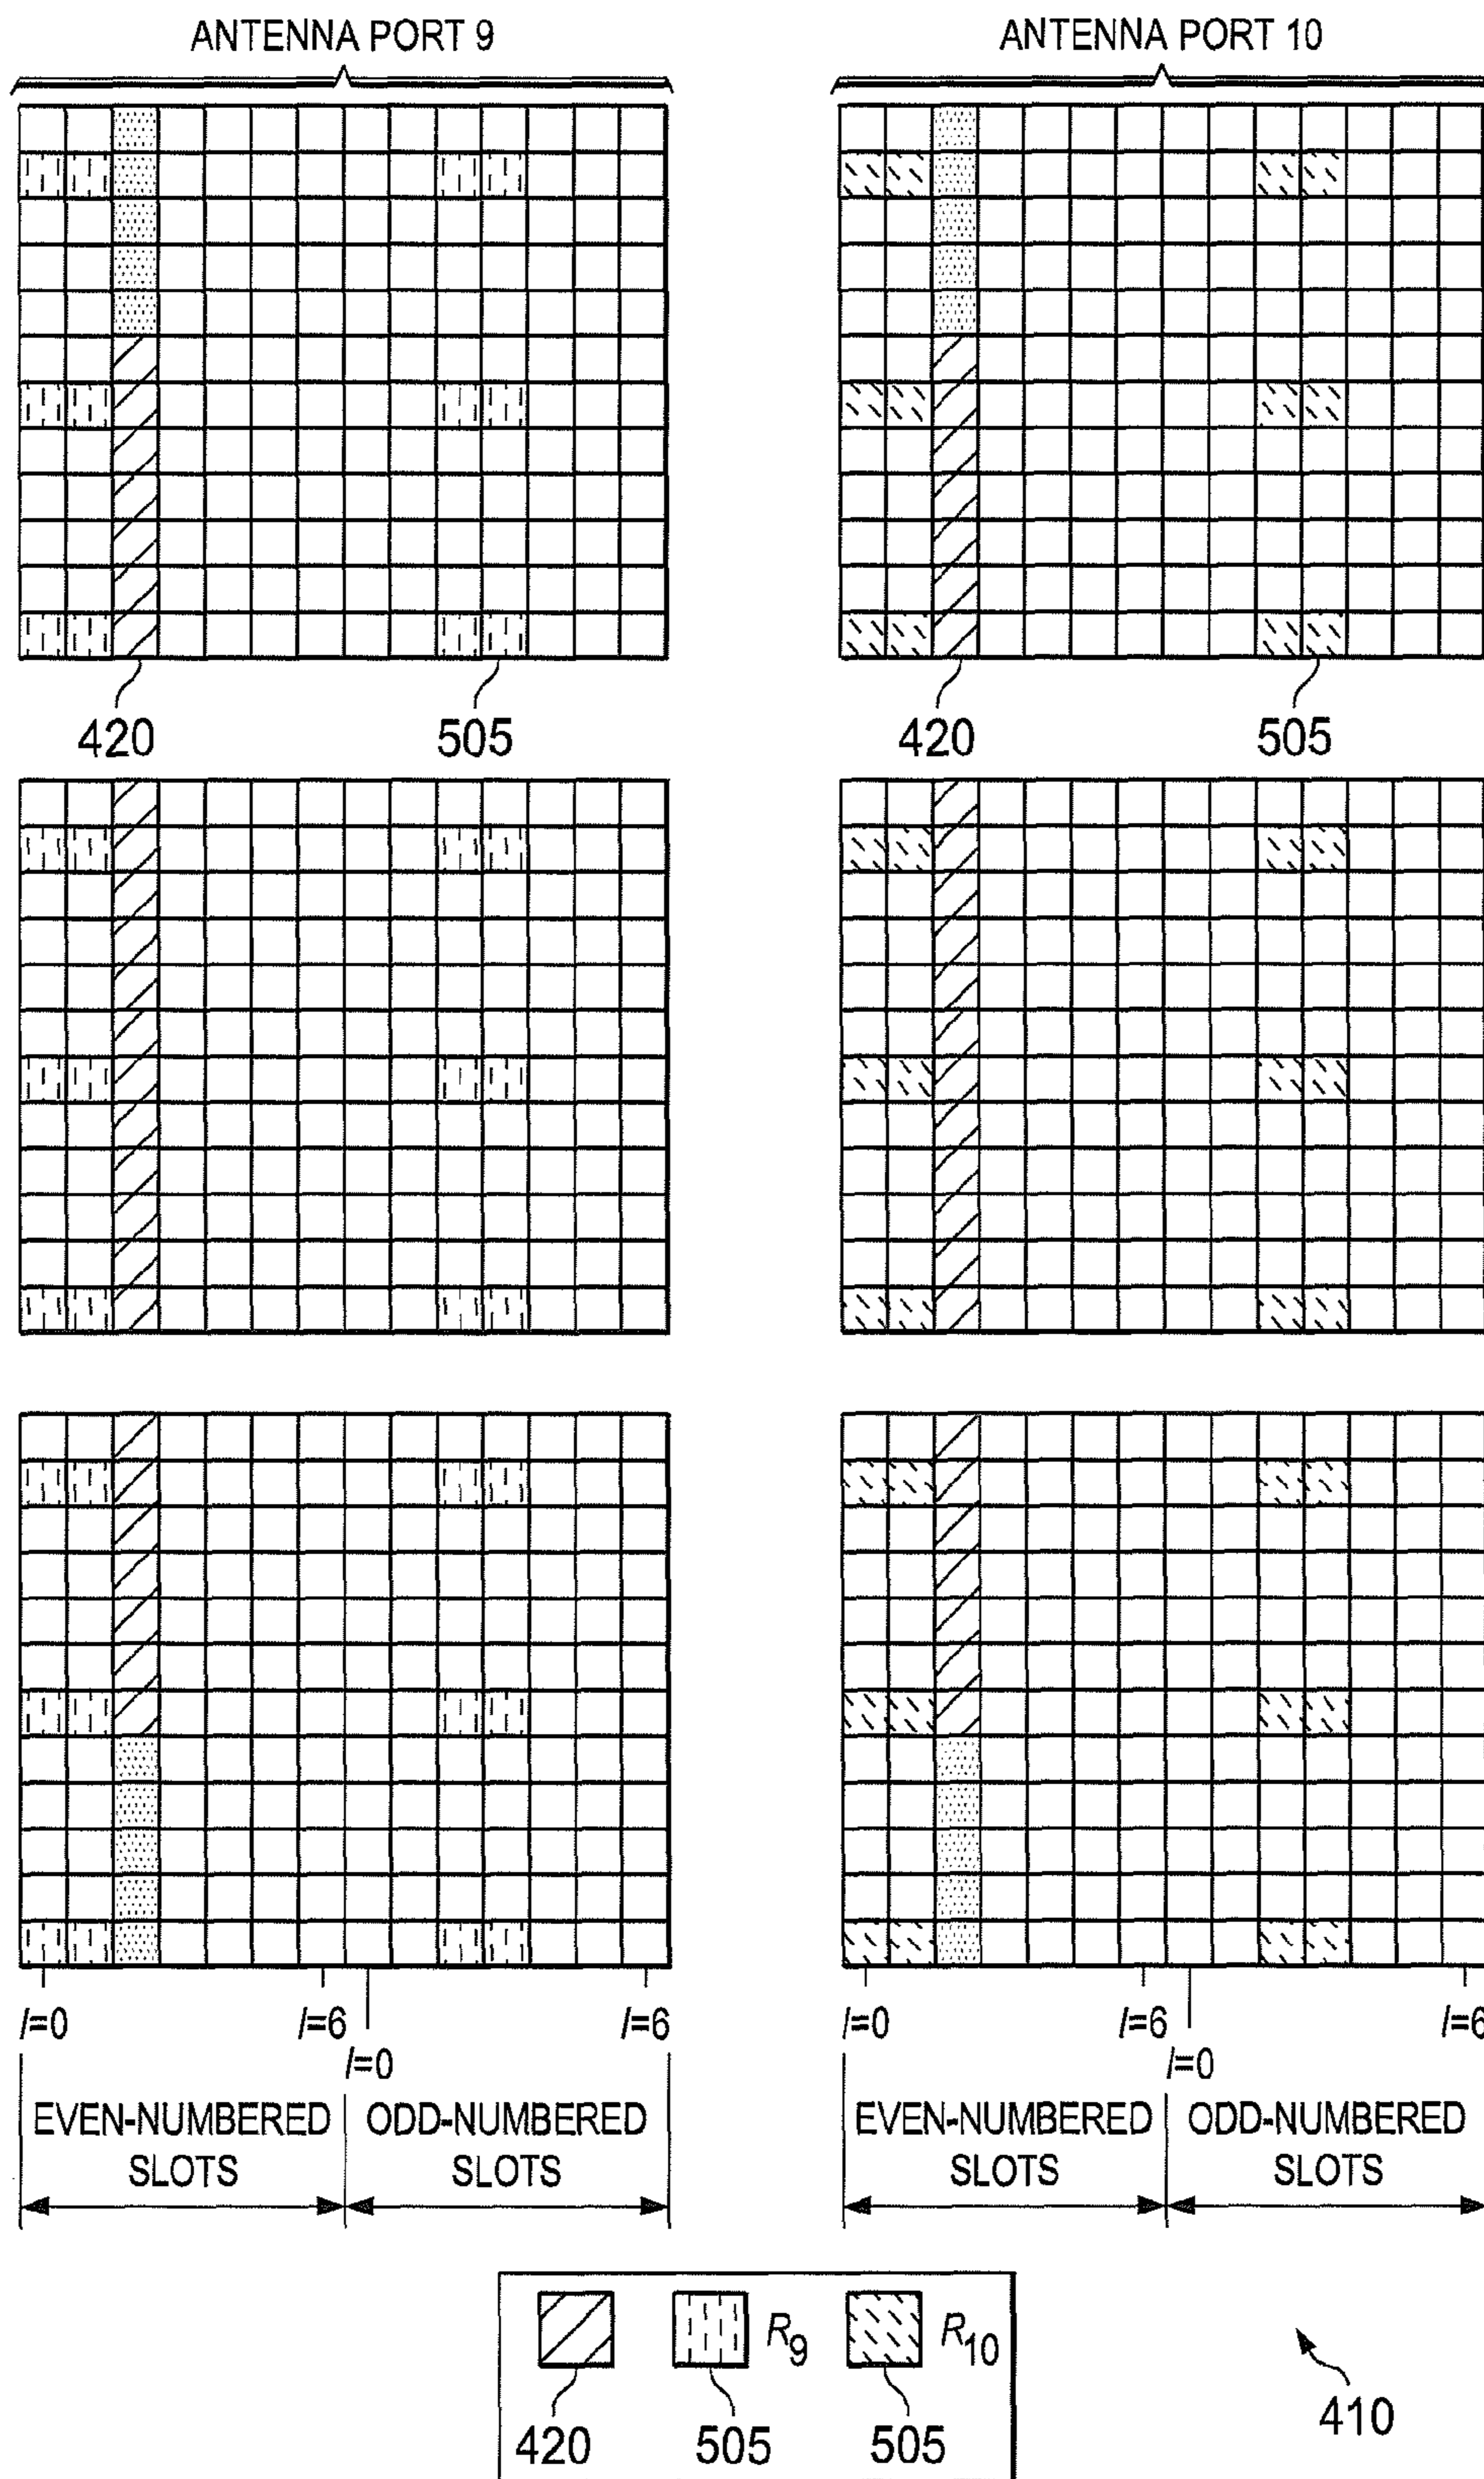 ANTENNA PORT 9
ANTENNA PORT 10
420
505
420
505
l=0
l=6
l=0
l=6
l=0
l=6
l=0
l=6
EVEN-NUMBERED
SLOTS
ODD-NUMBERED
SLOTS
EVEN-NUMBERED
SLOTS
ODD-NUMBERED
SLOTS
R9
R10
420
505
505
410